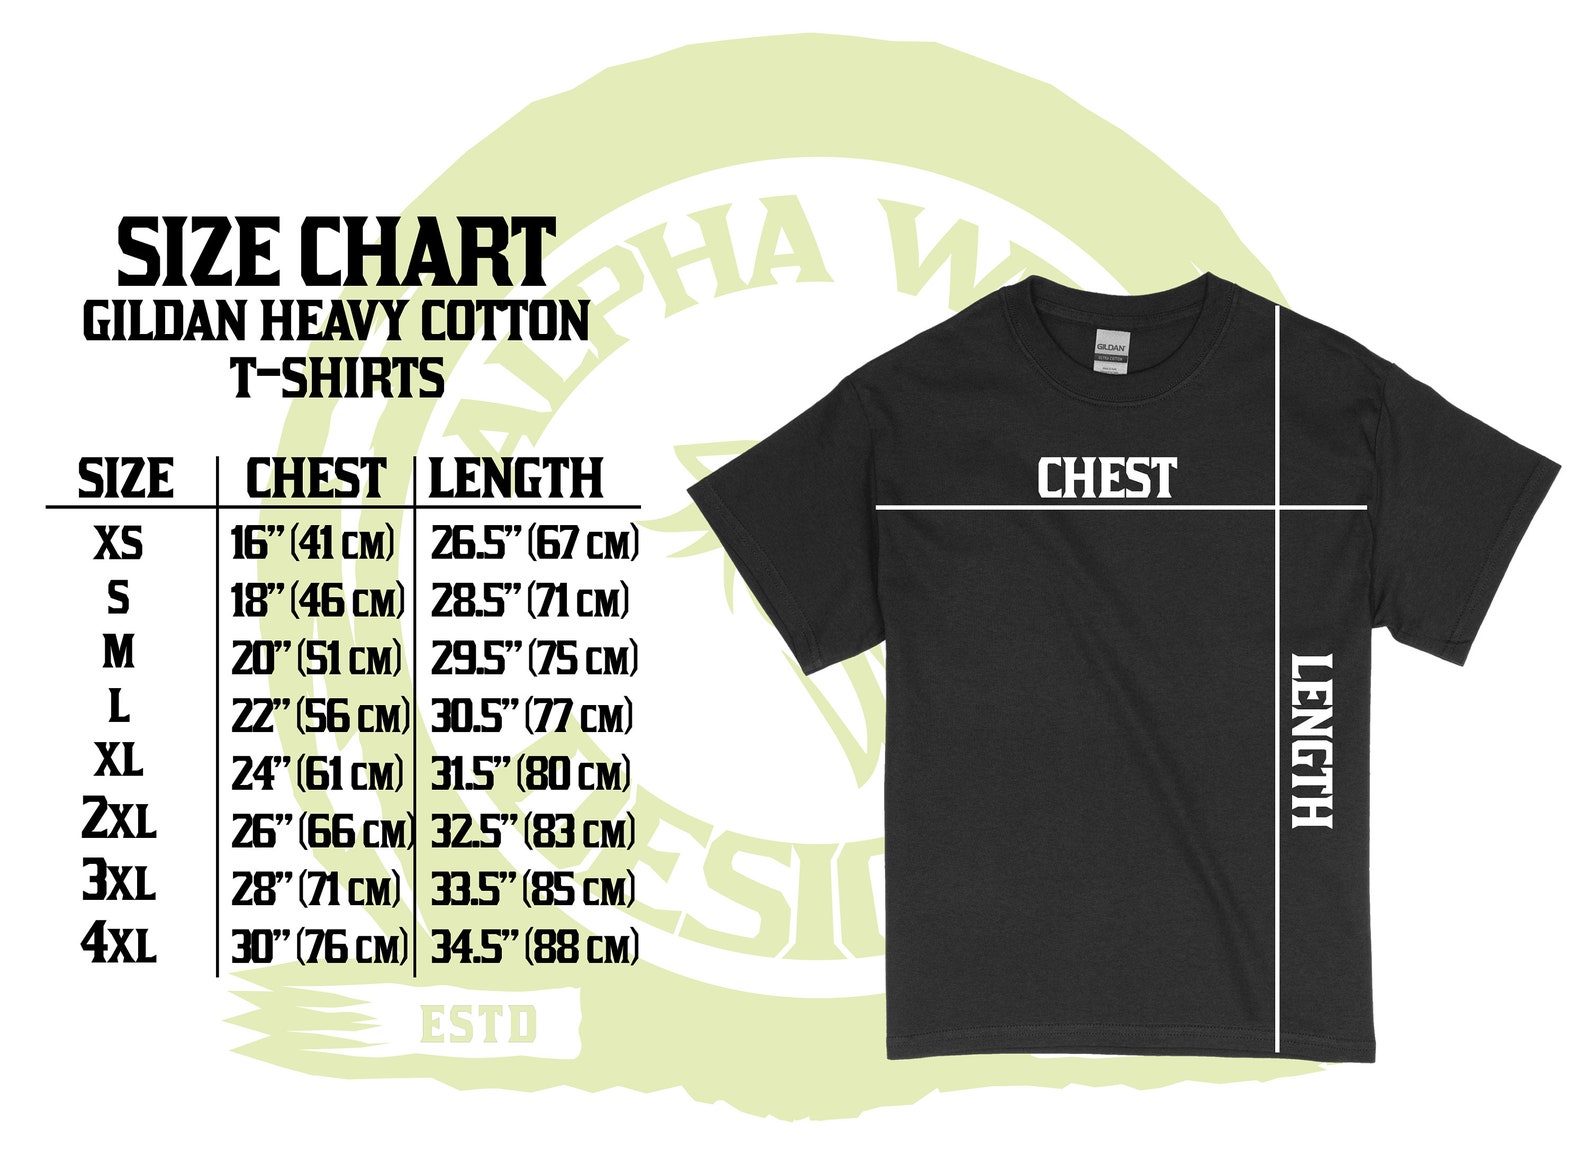 SIZE CHART
GILDAN HEAVY COTTON
T-SHIRTS
SIZE CHEST LENGTH
XS 16” (41 CM) 26.5” (67 CM)
S 18” (46 CM) 28.5” (71 CM)
M 20” (51 CM) 29.5” (75 CM)
L 22” (56 CM) 30.5” (77 CM)
XL 24” (61 CM) 31.5” (80 CM)
2XL 26” (66 CM) 32.5” (83 CM)
3XL 28” (71 CM) 33.5” (85 CM)
4XL 30” (76 CM) 34.5” (88 CM)
ALPHA
ESTD
GILDAN
ULTRA COTTON
CHEST
LENGTH